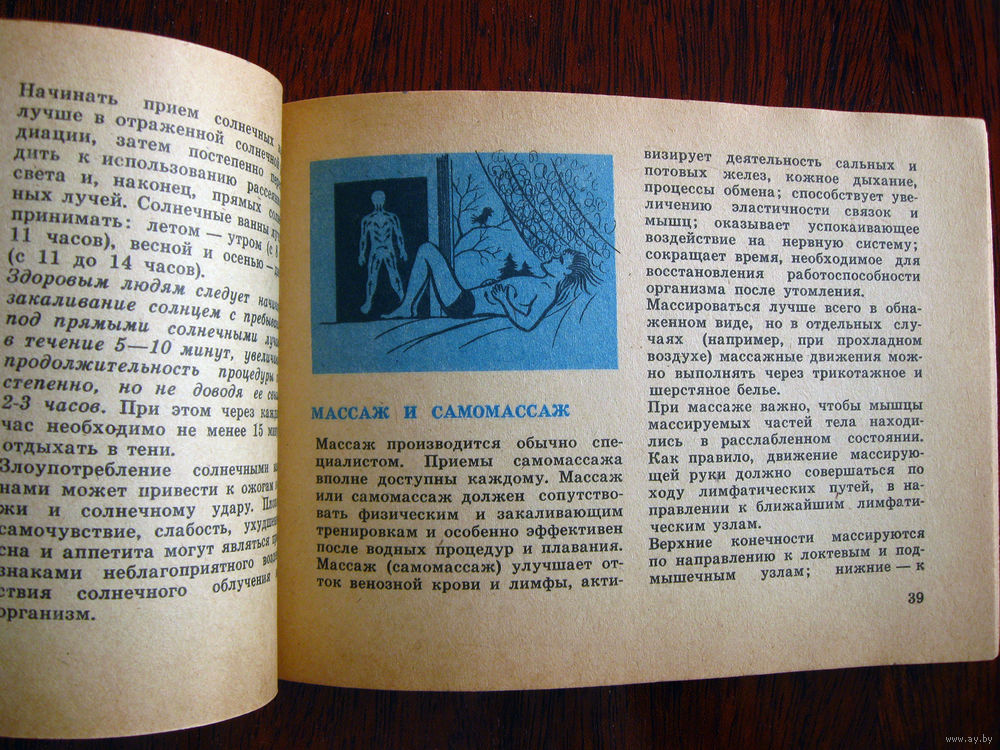 Начинать прием солнечных
лучше в отраженной солнечной
диации, затем постепенно
дить к использованию
света и, наконец, прямых
ных лучей. Солнечные ванны
принимать: летом — утром (с 8
11 часов), весной и осенью —
(с 11 до 14 часов).
Здоровым людям следует
закаливание солнцем с
под прямыми солнечными
в течение 5—10 минут,
продолжительность процедуры
степенно, но не доводя ее
2-3 часов. При этом через
час необходимо не менее 15
отдыхать в тени.
Злоупотребление солнечными
нами может привести к ожогам
жи и солнечному удару.
самочувствие, слабость,
сна и аппетита могут являться
знаками неблагоприятного
ствия солнечного облучения
организм.
МАССАЖ И САМОМАССАЖ
Массаж производится обычно спе-
циалистом. Приемы самомассажа
вполне доступны каждому. Массаж
или самомассаж должен сопутство-
вать физическим и закаливающим
тренировкам и особенно эффективен
после водных процедур и плавания.
Массаж (самомассаж) улучшает от-
ток венозной крови и лимфы, акти-
визирует деятельность сальных и
потовых желез, кожное дыхание,
процессы обмена; способствует уве-
личению эластичности связок и
мышц; оказывает успокаивающее
воздействие на нервную систему;
сокращает время, необходимое для
восстановления работоспособности
организма после утомления.
Массироваться лучше всего в обна-
женном виде, но в отдельных слу-
чаях (например, при прохладном
воздухе) массажные движения мож-
но выполнять через трикотажное и
шерстяное белье.
При массаже важно, чтобы мышцы
массируемых частей тела находи-
лись в расслабленном состоянии.
Как правило, движение массирую-
щей руки должно совершаться по
ходу лимфатических путей, в на-
правлении к ближайшим лимфати-
ческим узлам.
Верхние конечности массируются
по направлению к локтевым и под-
мышечным узлам; нижние — к
39
www.ay.by